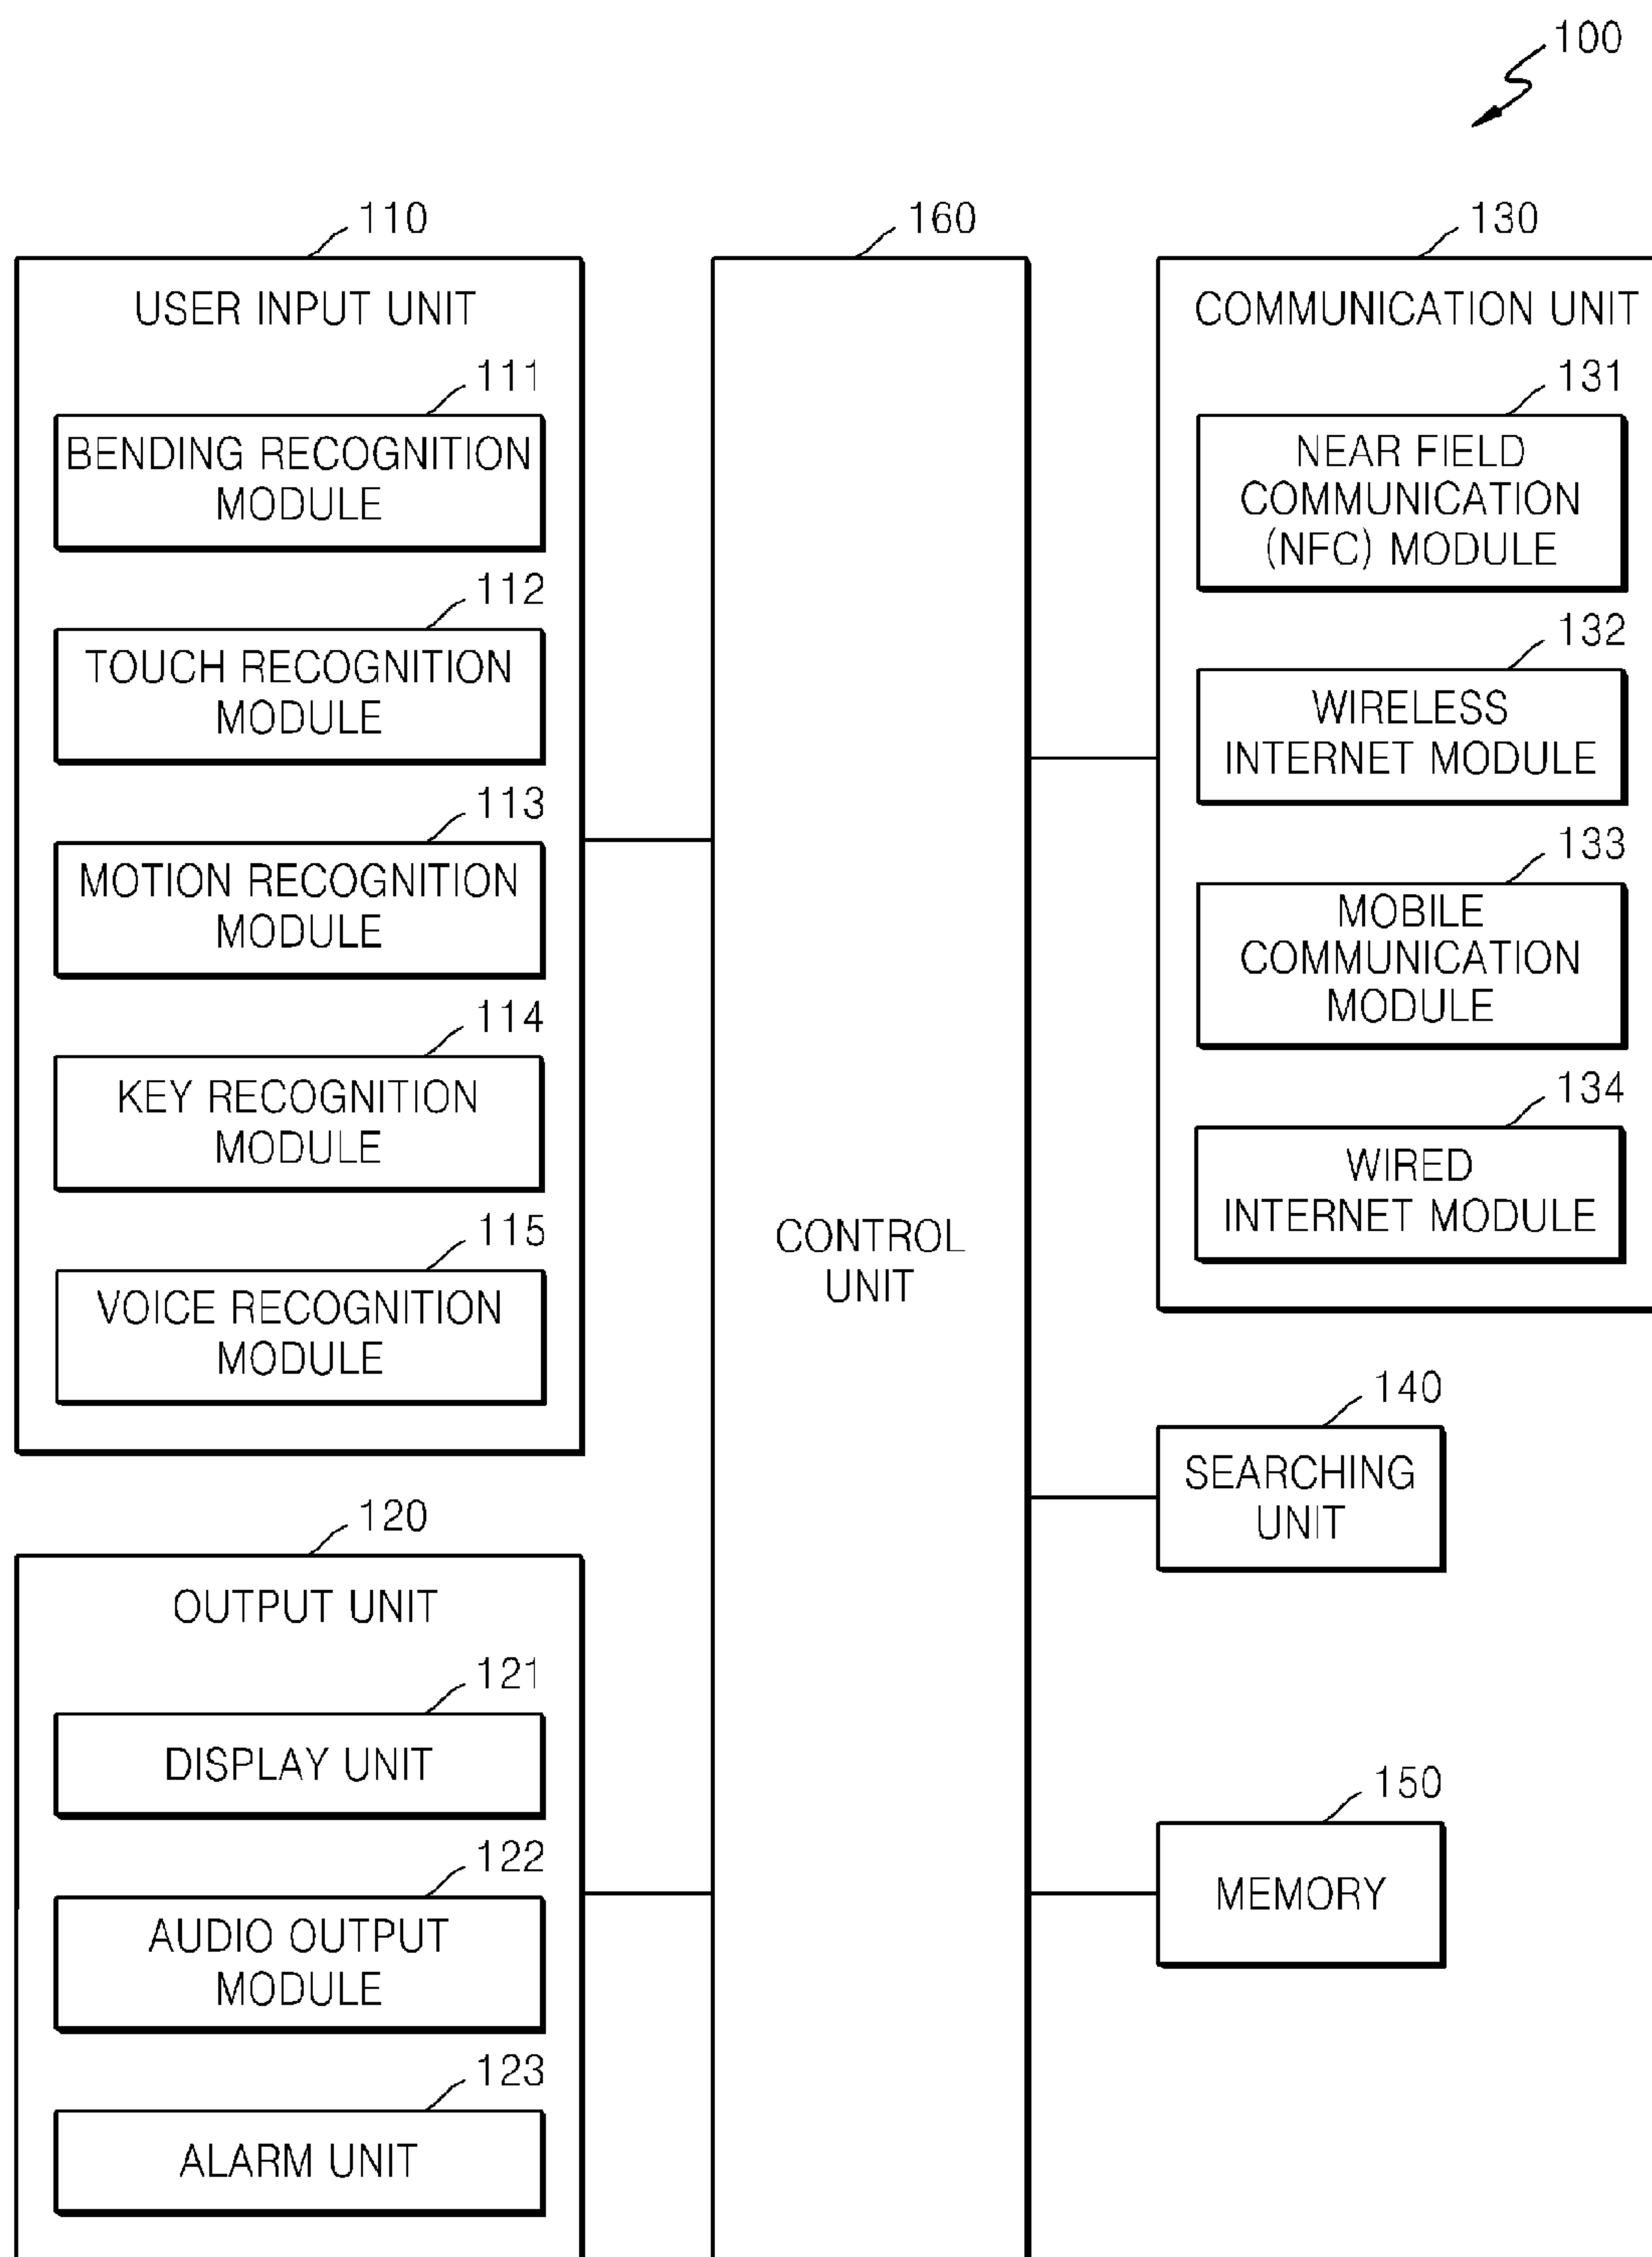 100
110
USER INPUT UNIT
111
BENDING RECOGNITION
MODULE
112
TOUCH RECOGNITION
MODULE
113
MOTION RECOGNITION
MODULE
114
KEY RECOGNITION
MODULE
115
VOICE RECOGNITION
MODULE
120
OUTPUT UNIT
121
DISPLAY UNIT
122
AUDIO OUTPUT
MODULE
123
ALARM UNIT
160
CONTROL
UNIT
130
COMMUNICATION UNIT
131
NEAR FIELD
COMMUNICATION
(NFC) MODULE
132
WIRELESS
INTERNET MODULE
133
MOBILE
COMMUNICATION
MODULE
134
WIRED
INTERNET MODULE
140
SEARCHING
UNIT
150
MEMORY